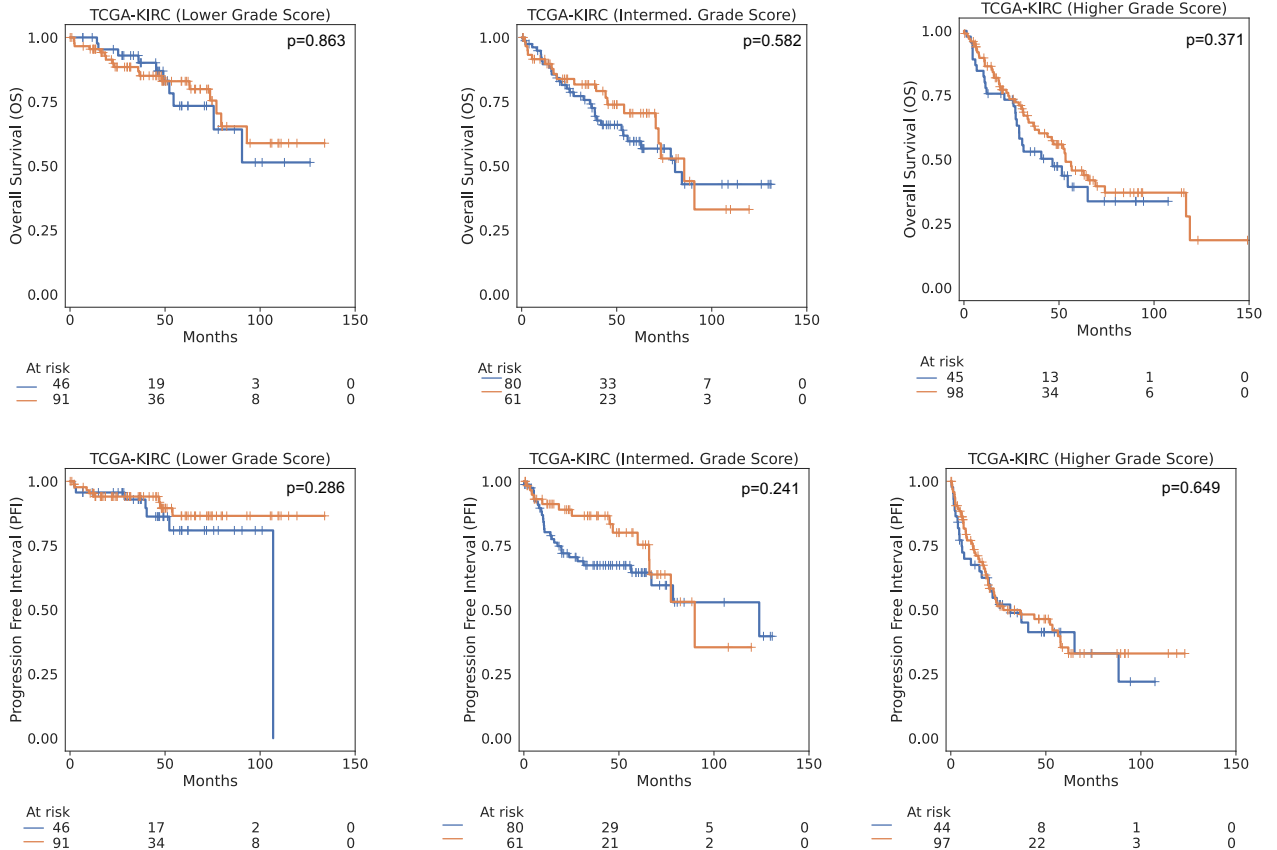 TCGA-KIRC (Lower Grade Score)
p=0.863
Overall Survival (OS)
1.00
0.75
0.50
0.25
0.00
0 50 100 150
Months
At risk
46 19 3 0
91 36 8 0
TCGA-KIRC (Intermed. Grade Score)
p=0.582
Overall Survival (OS)
1.00
0.75
0.50
0.25
0.00
0 50 100 150
Months
At risk
80 33 7 0
61 23 3 0
TCGA-KIRC (Higher Grade Score)
p=0.371
Overall Survival (OS)
1.00
0.75
0.50
0.25
0.00
0 50 100 150
Months
At risk
45 13 1 0
98 34 6 0
TCGA-KIRC (Lower Grade Score)
p=0.286
Progression Free Interval (PFI)
1.00
0.75
0.50
0.25
0.00
0 50 100 150
Months
At risk
46 17 2 0
91 34 8 0
TCGA-KIRC (Intermed. Grade Score)
p=0.241
Progression Free Interval (PFI)
1.00
0.75
0.50
0.25
0.00
0 50 100 150
Months
At risk
80 29 5 0
61 21 2 0
TCGA-KIRC (Higher Grade Score)
p=0.649
Progression Free Interval (PFI)
1.00
0.75
0.50
0.25
0.00
0 50 100 150
Months
At risk
44 8 1 0
97 22 3 0